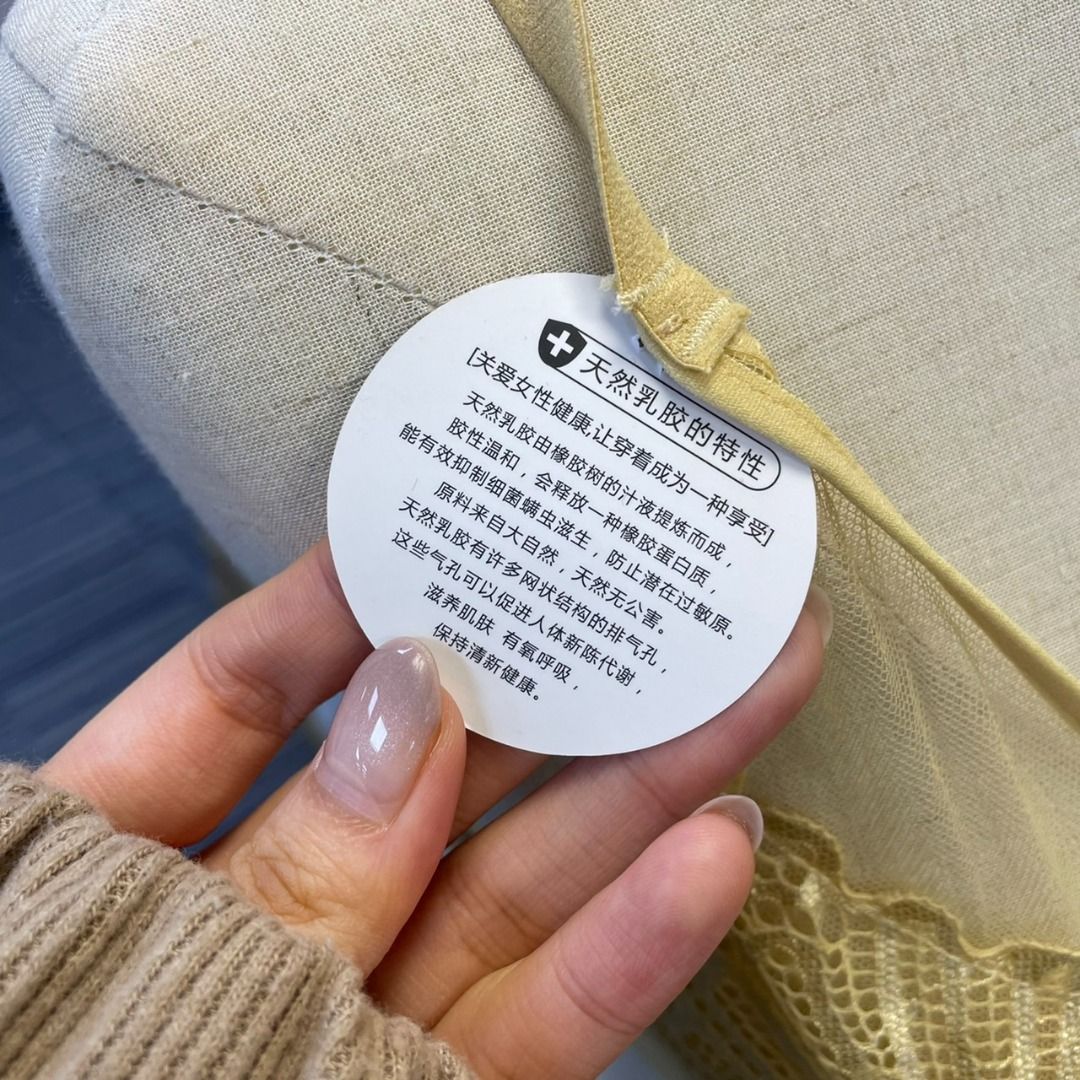 天然乳胶的特性
[关爱女性健康,让穿着成为一种享受]
天然乳胶由橡胶树的汁液提炼而成，
胶性温和，会释放一种橡胶蛋白质，
能有效抑制细菌螨虫滋生，防止潜在过敏原。
原料来自大自然，天然无公害。
天然乳胶有许多网状结构的排气孔，
这些气孔可以促进人体新陈代谢，
滋养肌肤 有氧呼吸，
保持清新健康。